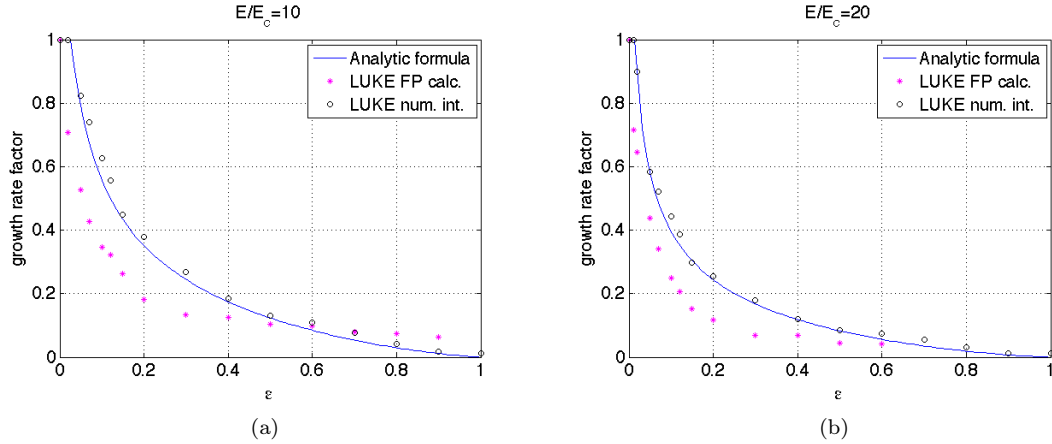 E/E_c=10
1
0.8
0.6
0.4
0.2
0
growth rate factor
Analytic formula
LUKE FP calc.
LUKE num. int.
0 0.2 0.4 0.6 0.8 1
ε
(a)
E/E_c=20
1
0.8
0.6
0.4
0.2
0
growth rate factor
Analytic formula
LUKE FP calc.
LUKE num. int.
0 0.2 0.4 0.6 0.8 1
ε
(b)